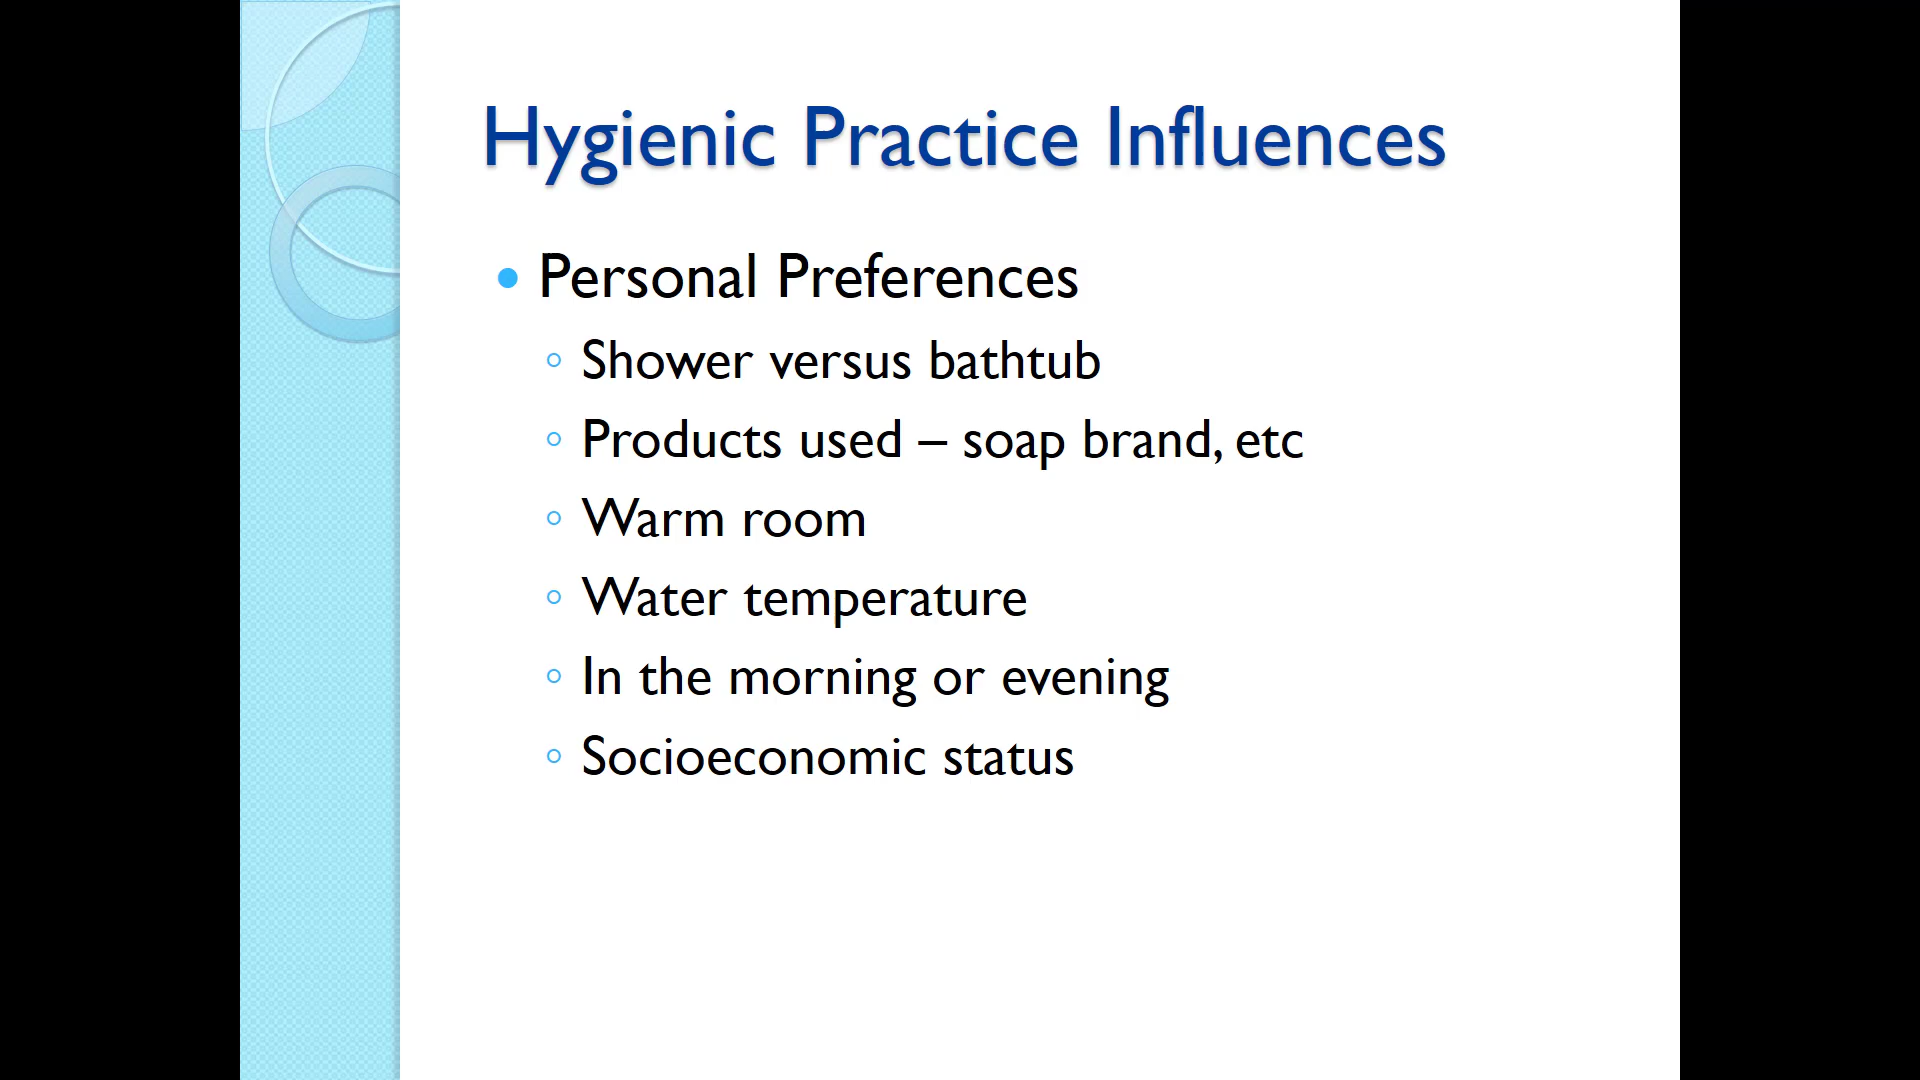 Hygienic Practice Influences
• Personal Preferences
◦ Shower versus bathtub
◦ Products used – soap brand, etc
◦ Warm room
◦ Water temperature
◦ In the morning or evening
◦ Socioeconomic status